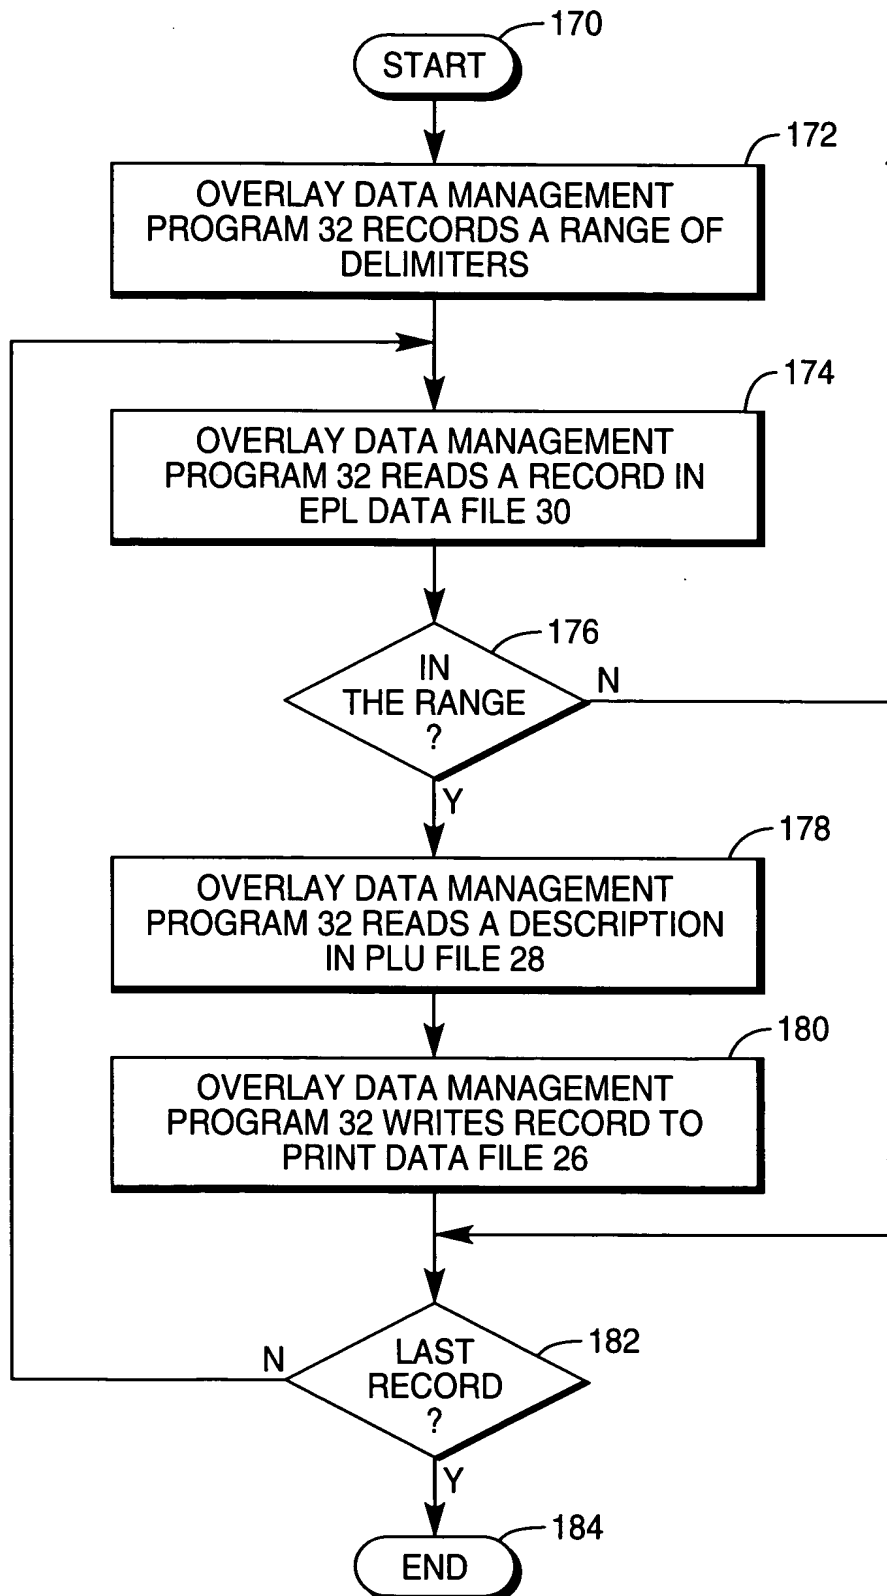 170
START
172
OVERLAY DATA MANAGEMENT
PROGRAM 32 RECORDS A RANGE OF
DELIMITERS
174
OVERLAY DATA MANAGEMENT
PROGRAM 32 READS A RECORD IN
EPL DATA FILE 30
176
IN
THE RANGE
?
N
Y
178
OVERLAY DATA MANAGEMENT
PROGRAM 32 READS A DESCRIPTION
IN PLU FILE 28
180
OVERLAY DATA MANAGEMENT
PROGRAM 32 WRITES RECORD TO
PRINT DATA FILE 26
182
LAST
RECORD
?
N
Y
184
END